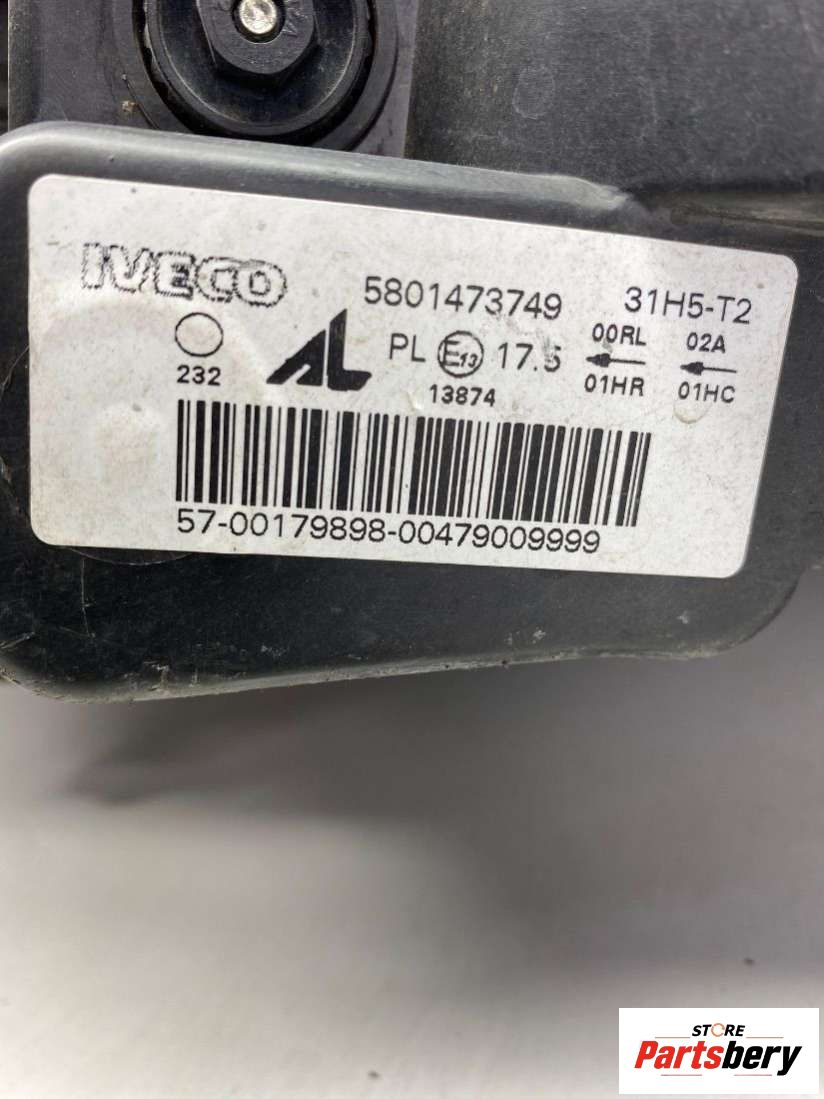 IVECO 5801473749 31H5-T2
232 AL PL E13 17.5 00RL 02A
13874 01HR 01HC
57-00179898-00479009999
STORE
Partsbery